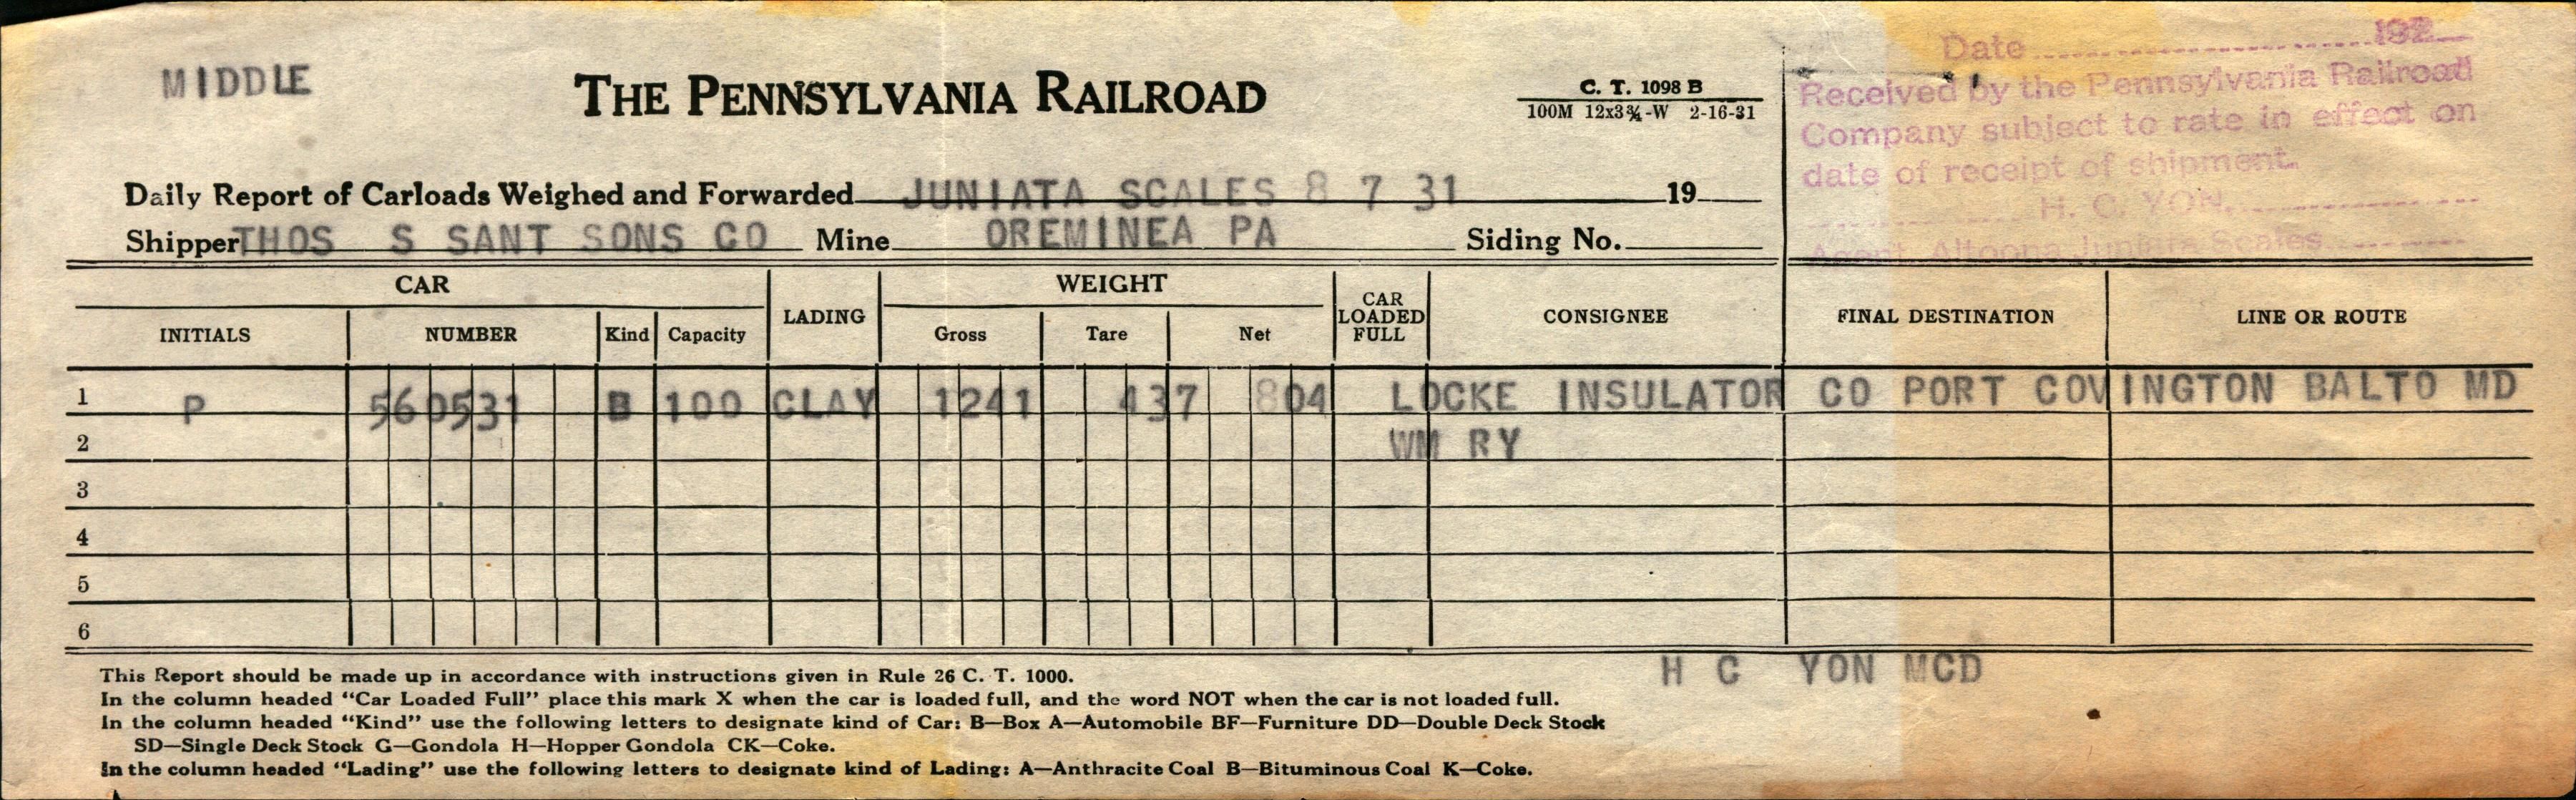 MIDDLE
THE PENNSYLVANIA RAILROAD
C. T. 1098 B
100M 12x3¾-W 2-16-31
Date 192
Received by the Pennsylvania Railroad
Company subject to rate in effect on
date of receipt of shipment.
H. C. YON.
Agent Altoona Juniata Scales
Daily Report of Carloads Weighed and Forwarded JUNIATA SCALES 8 7 31 19
Shipper THOS S SANT SONS CO Mine OREMINEA PA Siding No.
CAR LADING WEIGHT CAR LOADED FULL CONSIGNEE FINAL DESTINATION LINE OR ROUTE
INITIALS NUMBER Kind Capacity Gross Tare Net
1 P 560531 B 100 CLAY 1241 437 804 LOCKE INSULATOR CO PORT COVINGTON BALTO MD
2 WM RY
3
4
5
6
H C YON MCD
This Report should be made up in accordance with instructions given in Rule 26 C. T. 1000.
In the column headed “Car Loaded Full” place this mark X when the car is loaded full, and the word NOT when the car is not loaded full.
In the column headed “Kind” use the following letters to designate kind of Car: B—Box A—Automobile BF—Furniture DD—Double Deck Stock
SD—Single Deck Stock G—Gondola H—Hopper Gondola CK—Coke.
In the column headed “Lading” use the following letters to designate kind of Lading: A—Anthracite Coal B—Bituminous Coal K—Coke.